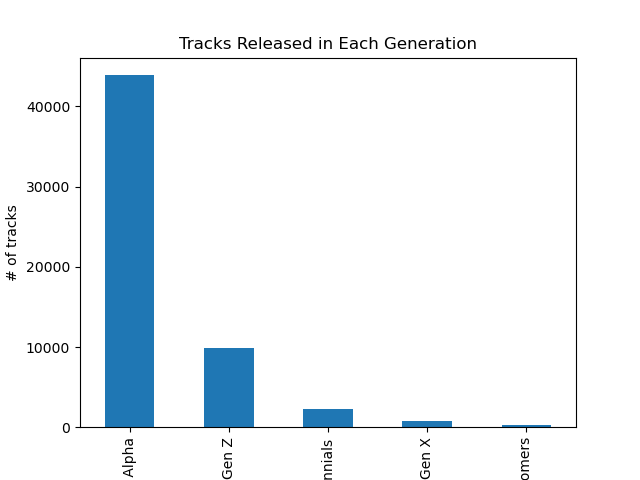 Tracks Released in Each Generation
# of tracks
40000
30000
20000
10000
0
Alpha
Gen Z
nnials
Gen X
omers